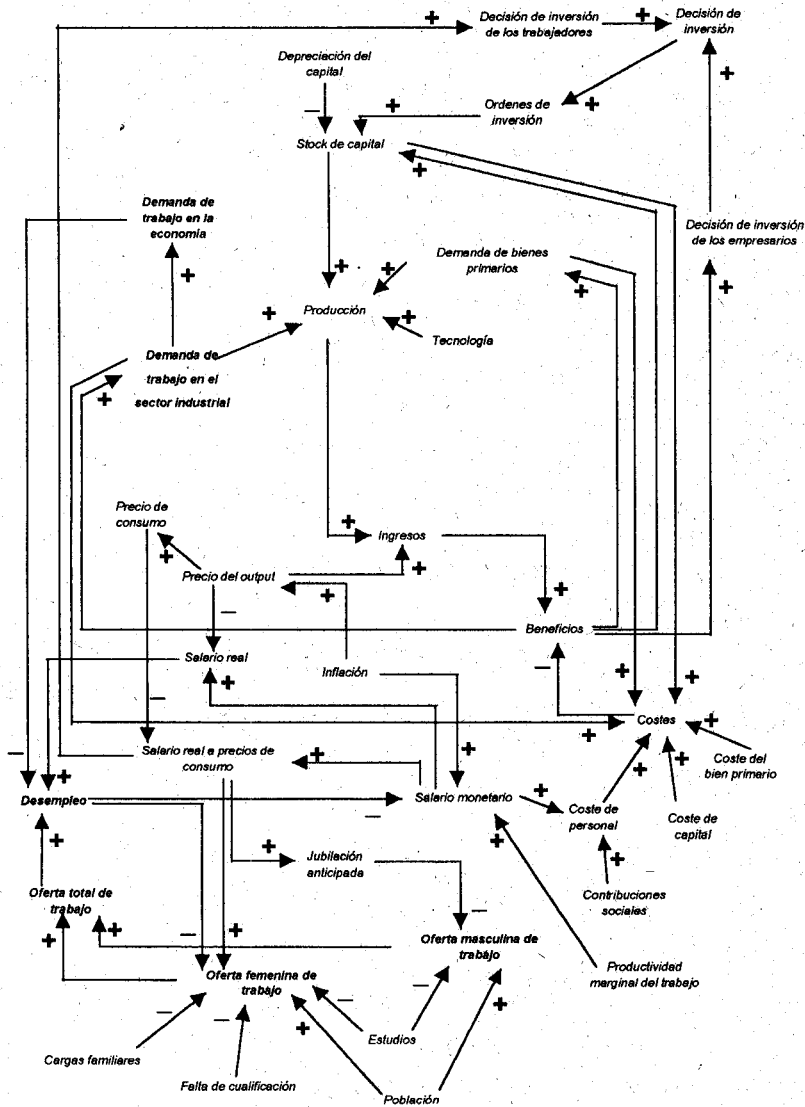 Decisión de inversión
de los trabajadores
Decisión de
inversión
Depreciación del
capital
Ordenes de
inversión
Stock de capital
Demanda de
trabajo en la
economía
Decisión de inversión
de los empresarios
Demanda de bienes
primarios
Producción
Tecnología
Demanda de
trabajo en el
sector industrial
Precio de
consumo
Ingresos
Precio del output
Beneficios
Salario real
Inflación
Costes
Salario real a precios de
consumo
Coste del
bien primario
Desempleo
Salario monetario
Coste de
personal
Coste de
capital
Jubilación
anticipada
Contribuciones
sociales
Oferta total de
trabajo
Oferta masculina de
trabajo
Oferta femenina de
trabajo
Productividad
marginal del trabajo
Estudios
Cargas familiares
Falta de cualificación
Población